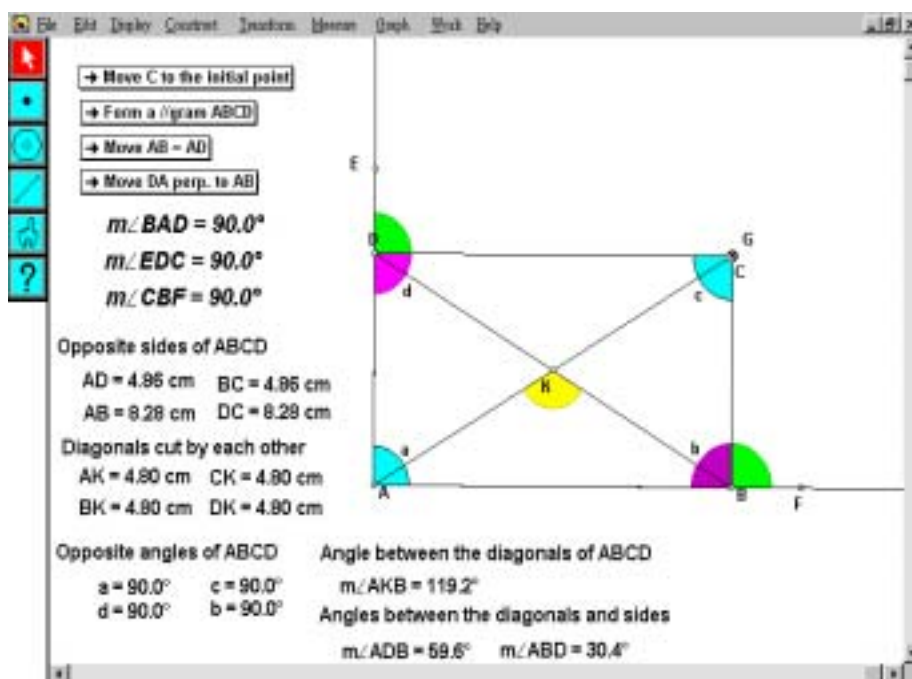 File Edit Display Construct Transform Measure Graph Work Help
→ Move C to the initial point
→ Form a //gram ABCD
→ Move AB = AD
→ Move DA perp. to AB
m∠BAD = 90.0°
m∠EDC = 90.0°
m∠CBF = 90.0°
Opposite sides of ABCD
AD = 4.86 cm BC = 4.86 cm
AB = 8.28 cm DC = 8.28 cm
Diagonals cut by each other
AK = 4.80 cm CK = 4.80 cm
BK = 4.80 cm DK = 4.80 cm
Opposite angles of ABCD
a = 90.0° c = 90.0°
d = 90.0° b = 90.0°
E
D
G
C
d
c
K
a
b
A
B
F
Angle between the diagonals of ABCD
m∠AKB = 119.2°
Angles between the diagonals and sides
m∠ADB = 59.6° m∠ABD = 30.4°
?